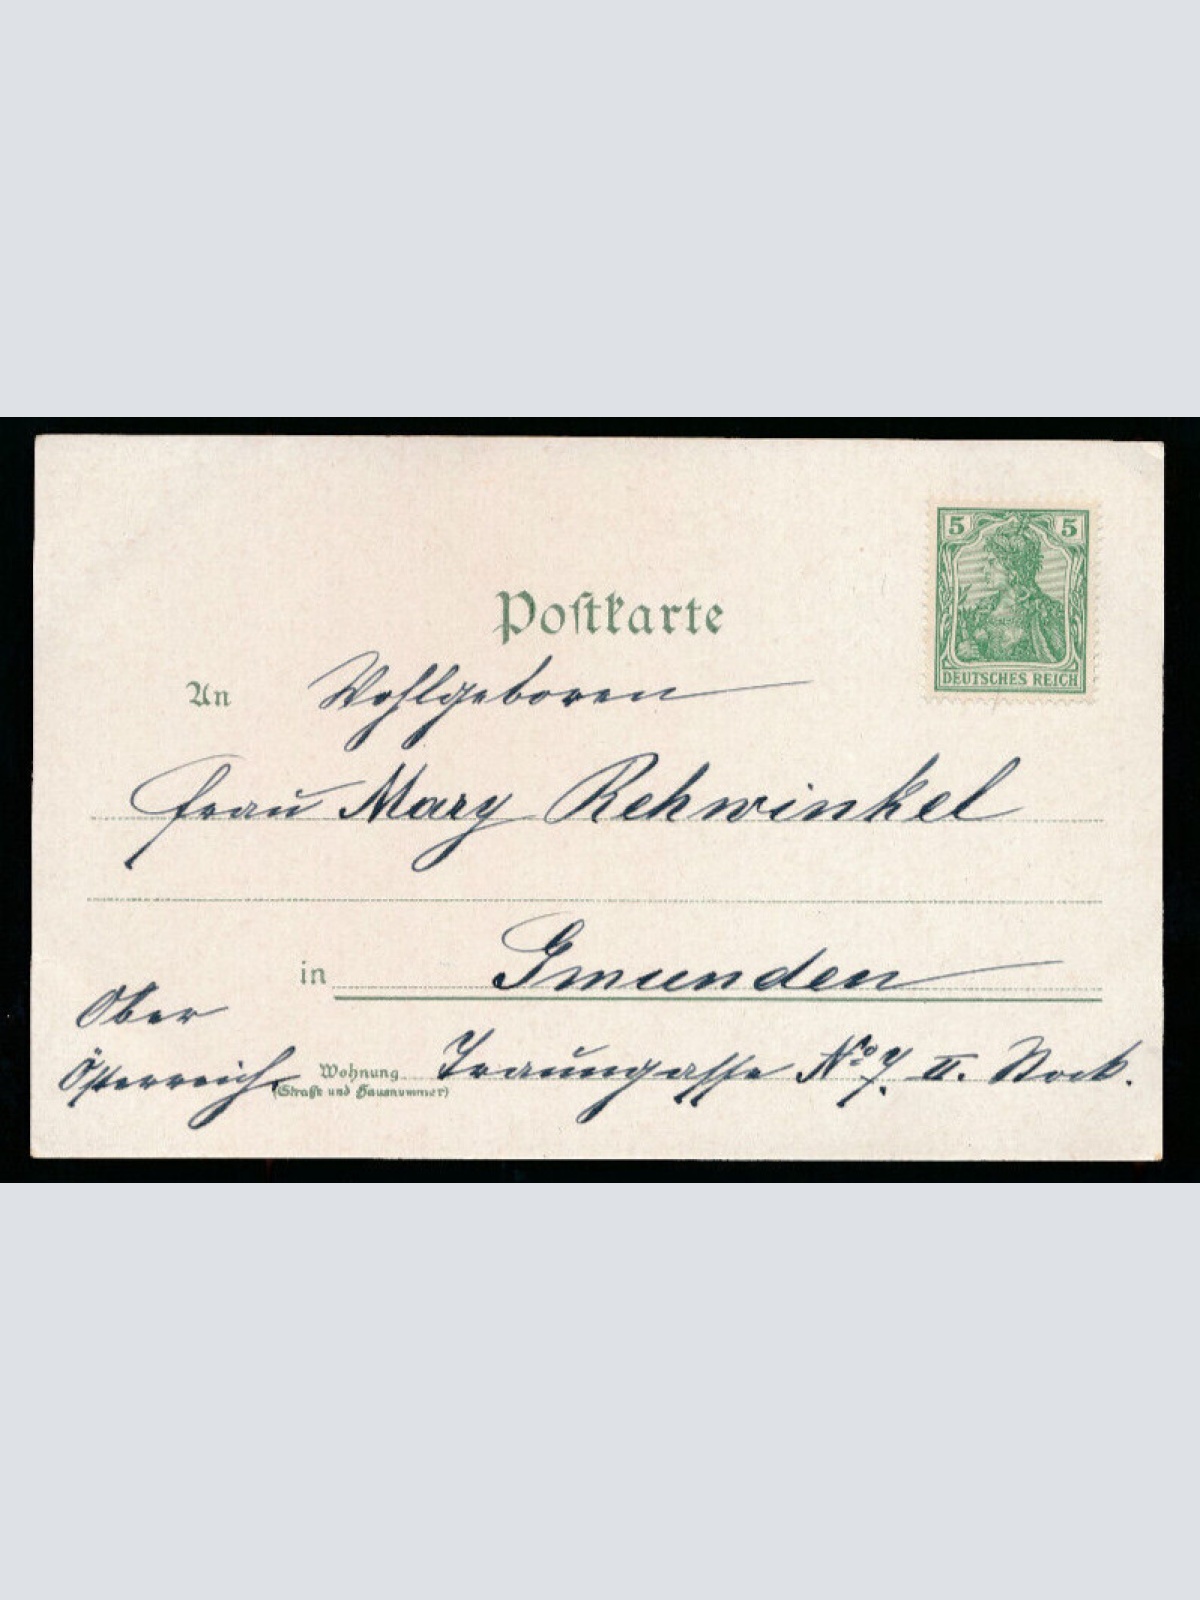 5 5
DEUTSCHES REICH
Postkarte
An Wohlgeboren
Frau Mary Rehwinkel
in Gmunden
Ober
Österreich.
Wohnung Traungasse No 7. II. Stock.
(Straße und Hausnummer)